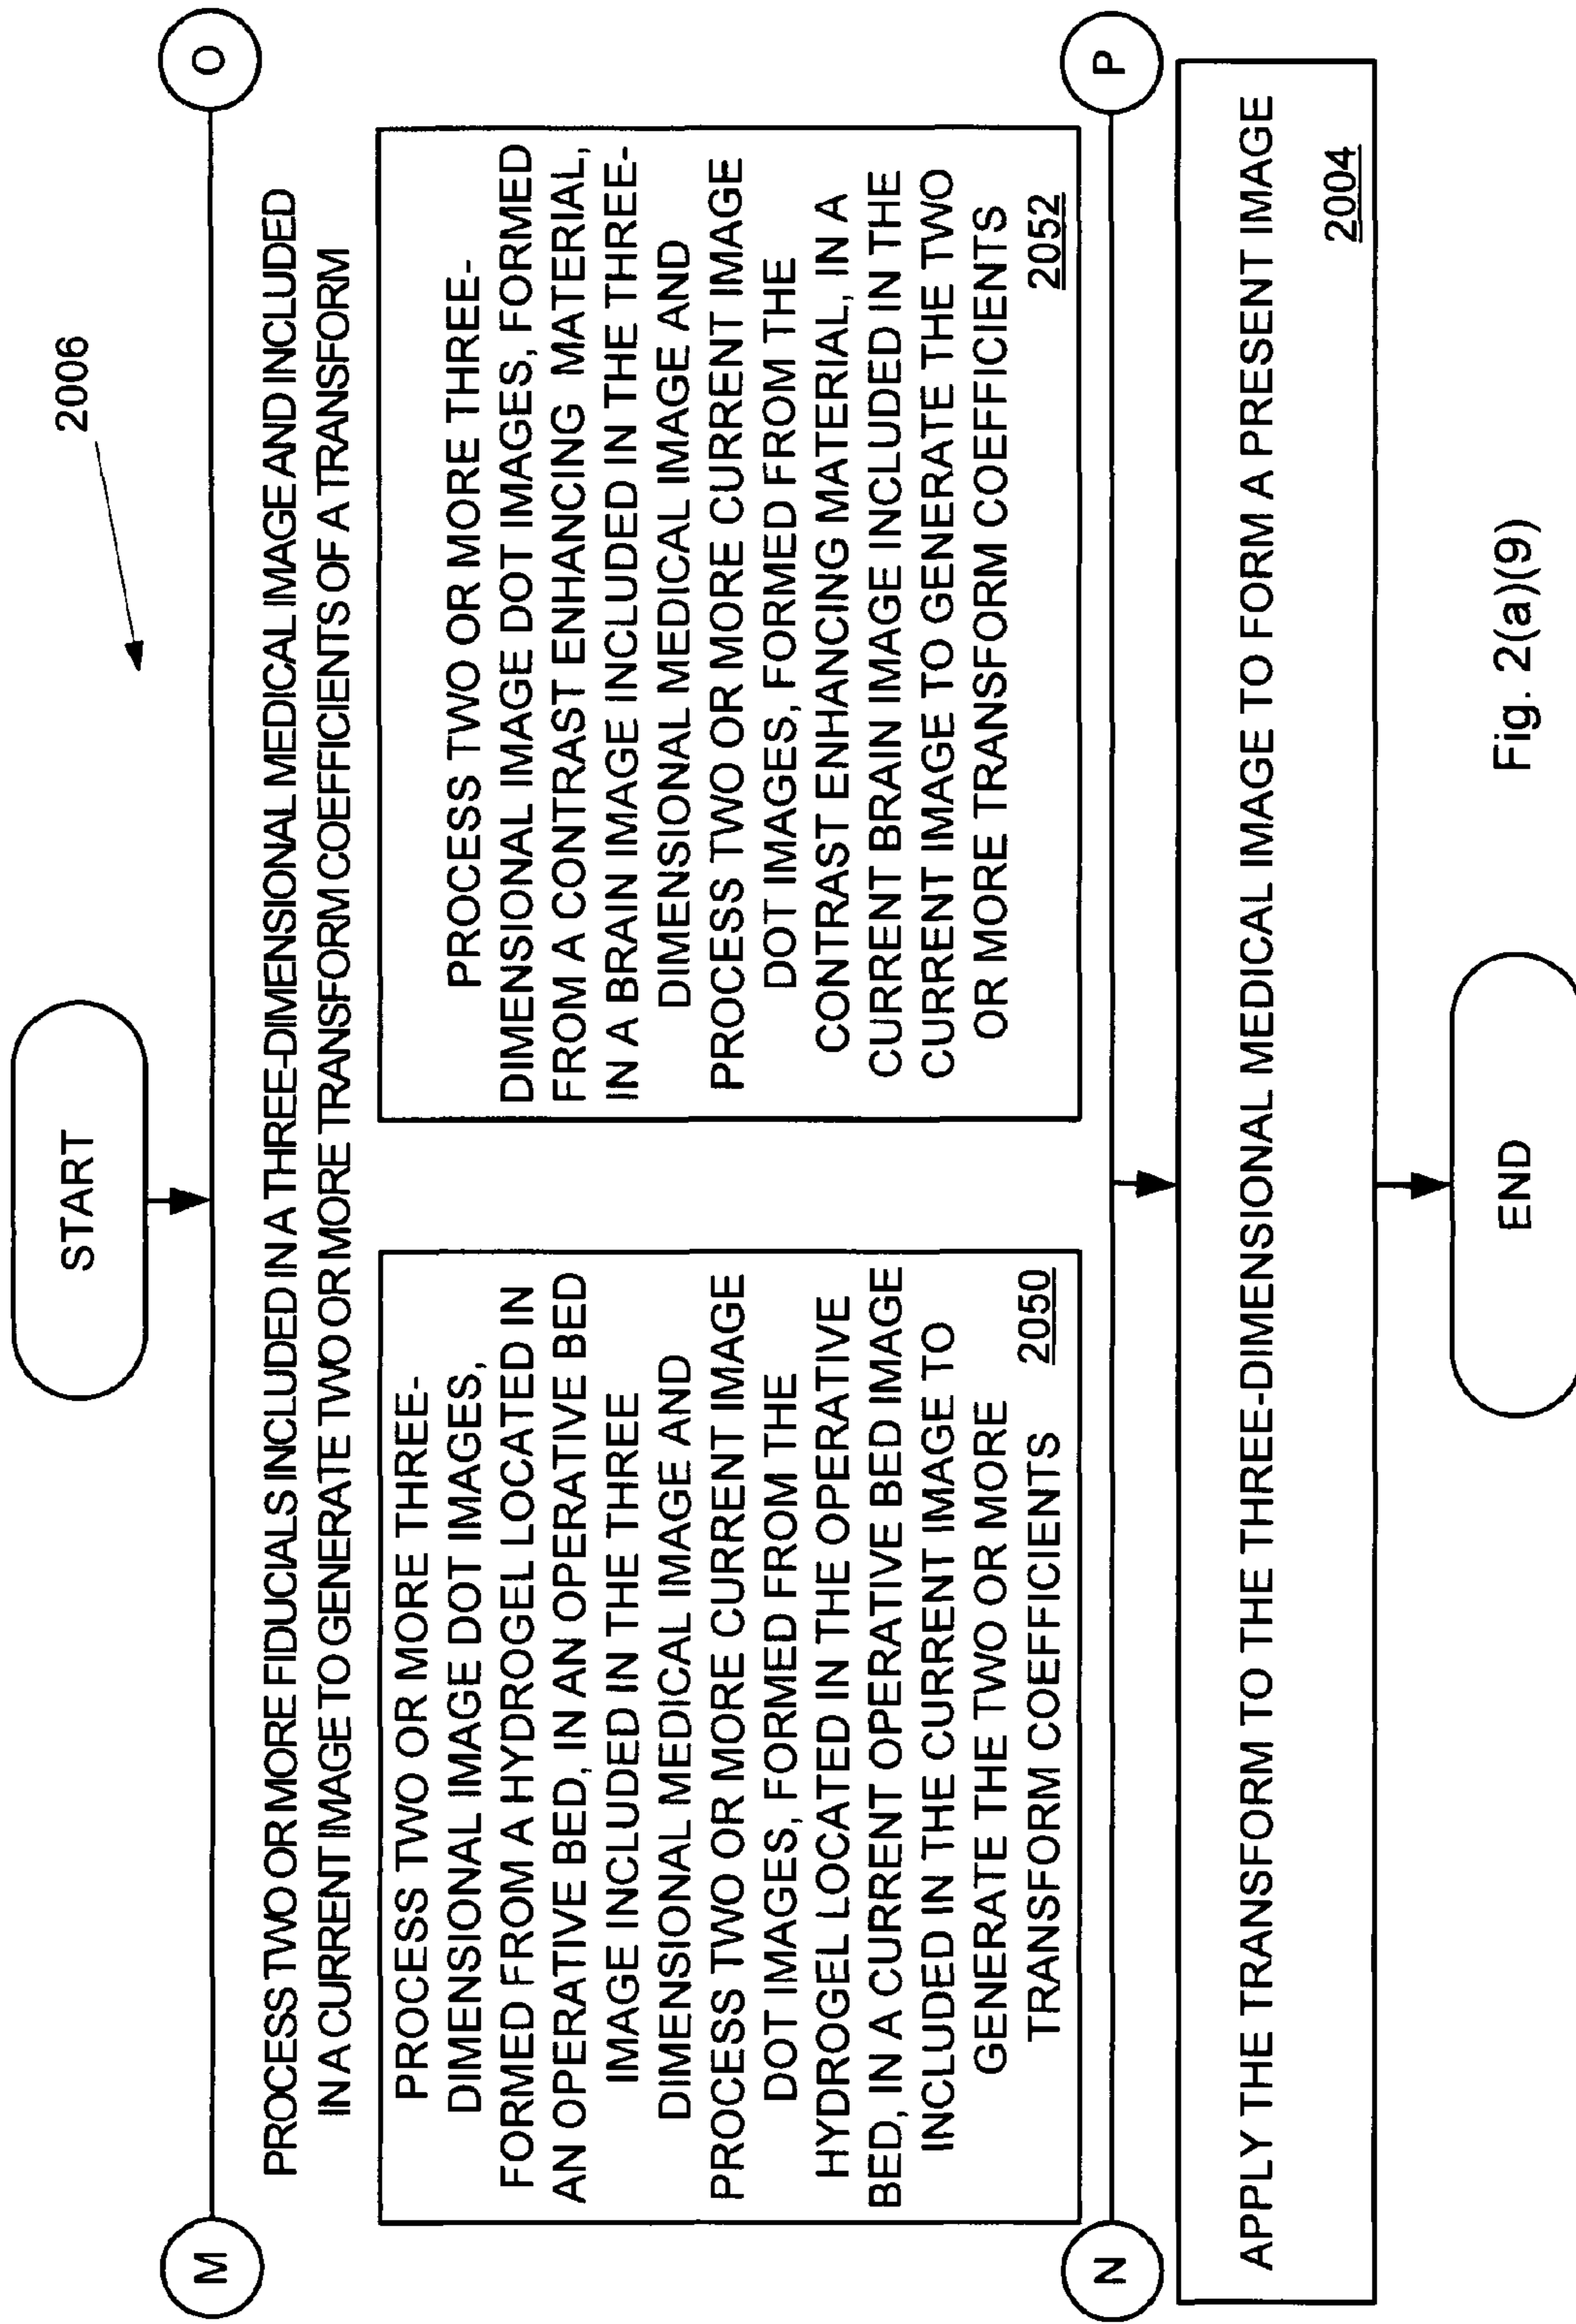 2006
START
M
O
PROCESS TWO OR MORE FIDUCIALS INCLUDED IN A THREE-DIMENSIONAL MEDICAL IMAGE AND INCLUDED
IN A CURRENT IMAGE TO GENERATE TWO OR MORE TRANSFORM COEFFICIENTS OF A TRANSFORM
PROCESS TWO OR MORE THREE-
DIMENSIONAL IMAGE DOT IMAGES,
FORMED FROM A HYDROGEL LOCATED IN
AN OPERATIVE BED, IN AN OPERATIVE BED
IMAGE INCLUDED IN THE THREE
DIMENSIONAL MEDICAL IMAGE AND
PROCESS TWO OR MORE CURRENT IMAGE
DOT IMAGES, FORMED FROM THE
HYDROGEL LOCATED IN THE OPERATIVE
BED, IN A CURRENT OPERATIVE BED IMAGE
INCLUDED IN THE CURRENT IMAGE TO
GENERATE THE TWO OR MORE
TRANSFORM COEFFICIENTS
2050
PROCESS TWO OR MORE THREE-
DIMENSIONAL IMAGE DOT IMAGES, FORMED
FROM A CONTRAST ENHANCING MATERIAL,
IN A BRAIN IMAGE INCLUDED IN THE THREE-
DIMENSIONAL MEDICAL IMAGE AND
PROCESS TWO OR MORE CURRENT IMAGE
DOT IMAGES, FORMED FROM THE
CONTRAST ENHANCING MATERIAL, IN A
CURRENT BRAIN IMAGE INCLUDED IN THE
CURRENT IMAGE TO GENERATE THE TWO
OR MORE TRANSFORM COEFFICIENTS
2052
N
P
APPLY THE TRANSFORM TO THE THREE-DIMENSIONAL MEDICAL IMAGE TO FORM A PRESENT IMAGE
2004
END
Fig. 2(a)(9)